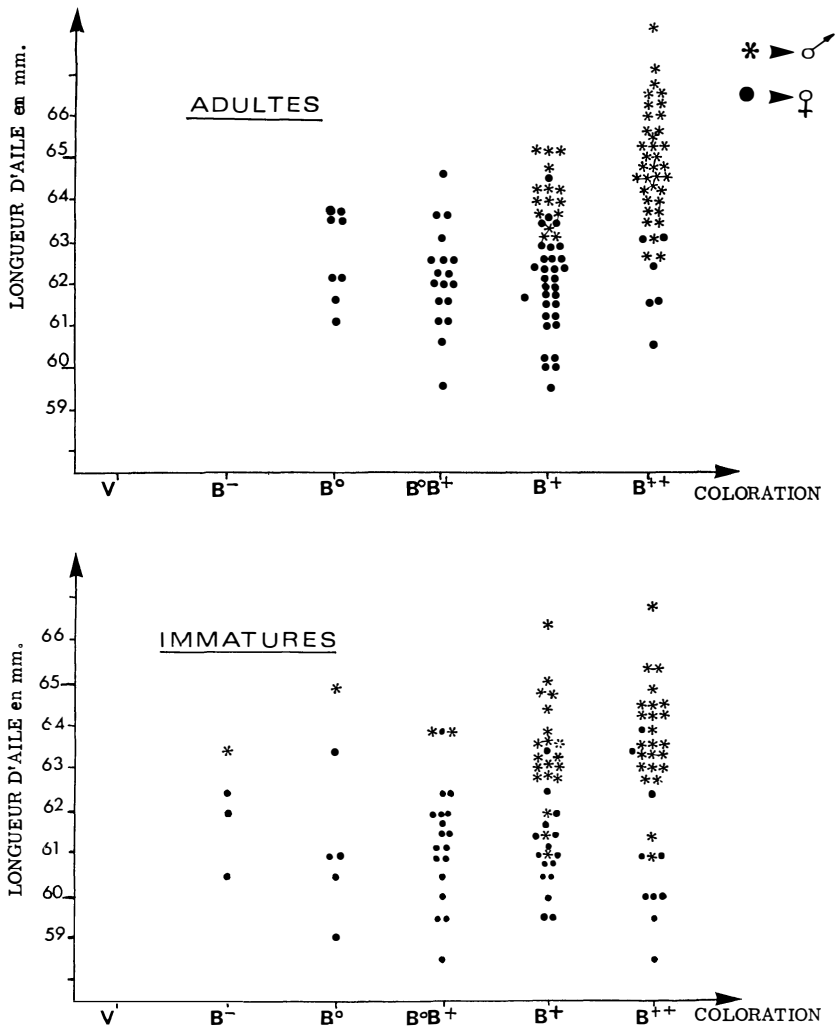 LONGUEUR D'AILE en mm.
ADULTES
* ➤ ♂
● ➤ ♀
66
65
64
63
62
61
60
59
V B⁻ B° B°B⁺ B⁺ B⁺⁺ COLORATION
LONGUEUR D'AILE en mm.
IMMATURES
66
65
64
63
62
61
60
59
V B⁻ B° B°B⁺ B⁺ B⁺⁺ COLORATION